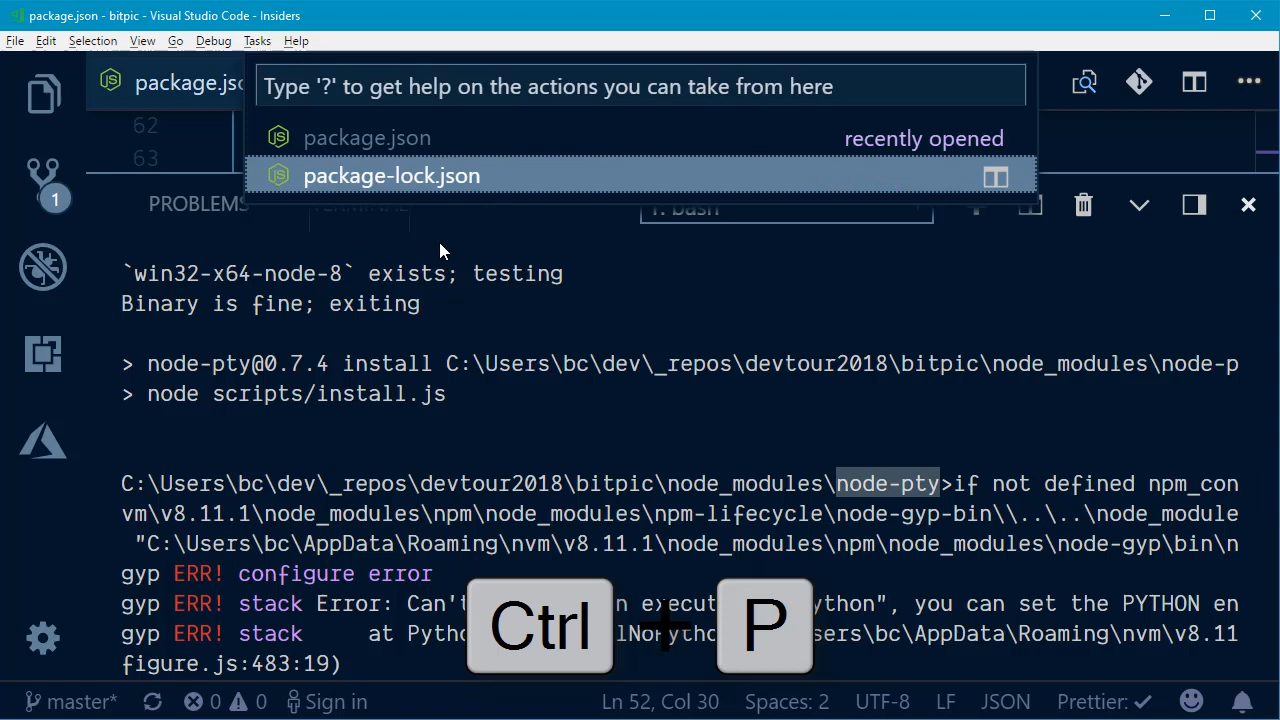 package.json - bitpic - Visual Studio Code - Insiders
File Edit Selection View Go Debug Tasks Help
package.jso
Type '?' to get help on the actions you can take from here
62
package.json recently opened
63
package-lock.json
1
PROBLEMS TERMINAL 1: bash
`win32-x64-node-8` exists; testing
Binary is fine; exiting
> node-pty@0.7.4 install C:\Users\bc\dev\_repos\devtour2018\bitpic\node_modules\node-p
> node scripts/install.js
C:\Users\bc\dev\_repos\devtour2018\bitpic\node_modules\node-pty>if not defined npm_con
vm\v8.11.1\node_modules\npm\node_modules\npm-lifecycle\node-gyp-bin\\..\..\node_module
"C:\Users\bc\AppData\Roaming\nvm\v8.11.1\node_modules\npm\node_modules\node-gyp\bin\n
gyp ERR! configure error
gyp ERR! stack Error: Can't n execut ython", you can set the PYTHON en
gyp ERR! stack at Pytho lNoPytho sers\bc\AppData\Roaming\nvm\v8.11
figure.js:483:19)
Ctrl + P
master* 0 0 Sign in Ln 52, Col 30 Spaces: 2 UTF-8 LF JSON Prettier: ✓